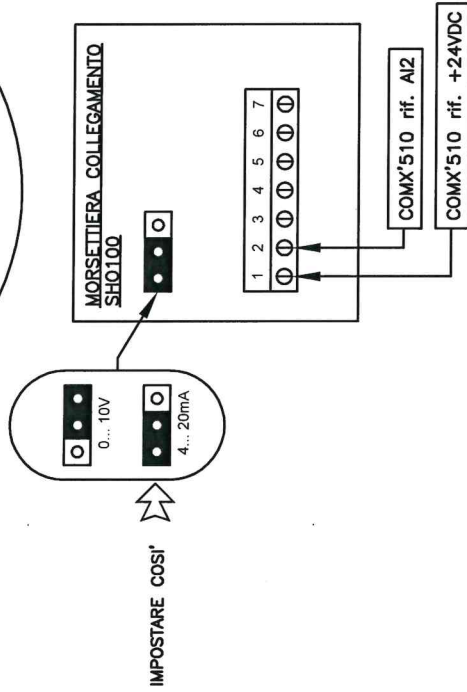 MORSETTIERA COLLEGAMENTO
SH0100
0... 10V
4... 20mA
IMPOSTARE COSI'
1 2 3 4 5 6 7
COMX'510 rif. AI2
COMX'510 rif. +24VDC